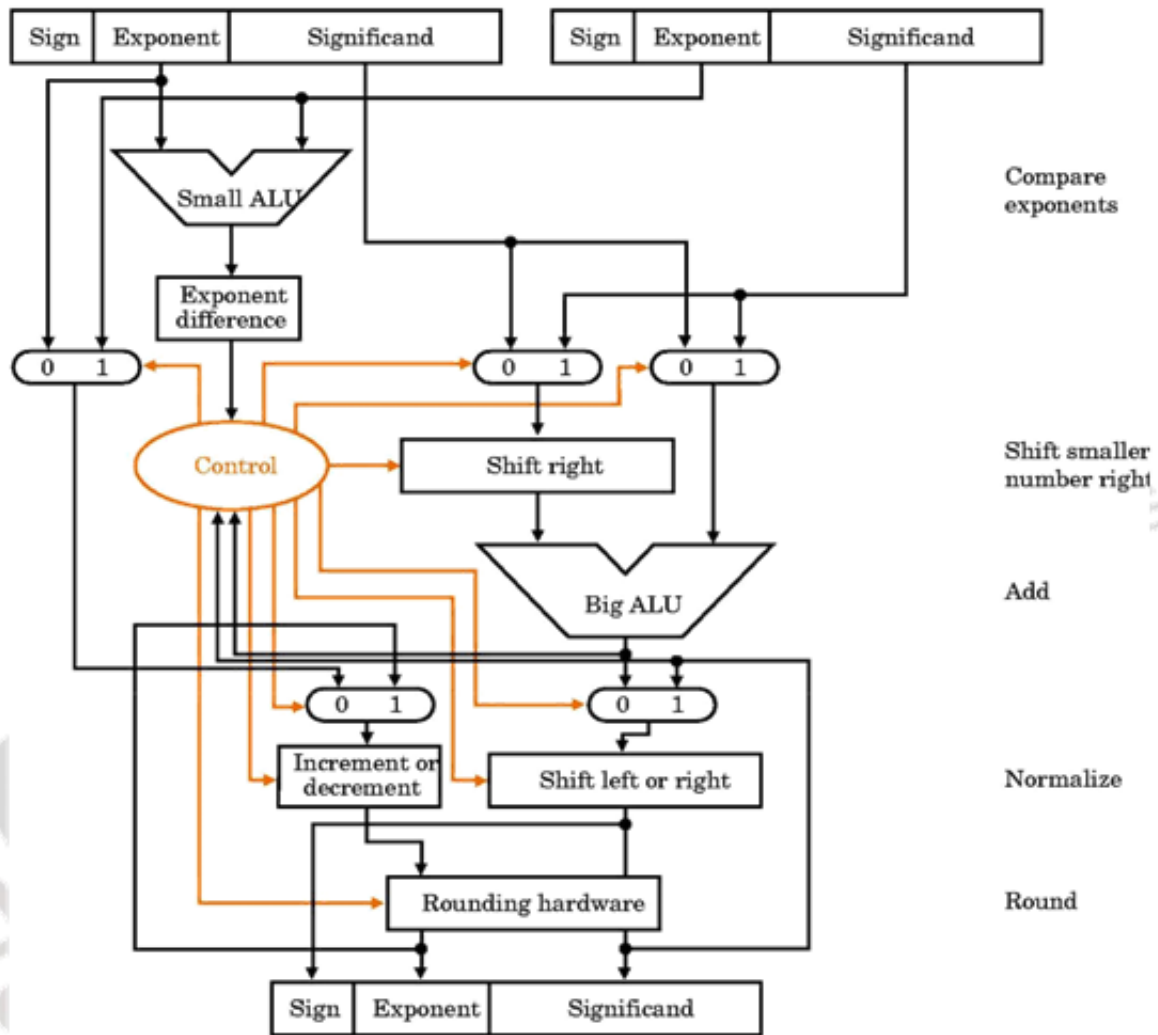 Sign Exponent Significand Sign Exponent Significand
Small ALU
Compare
exponents
Exponent
difference
0 1 0 1 0 1
Control
Shift right
Shift smaller
number right
Big ALU
Add
0 1 0 1
Increment or
decrement
Shift left or right
Normalize
Rounding hardware
Round
Sign Exponent Significand